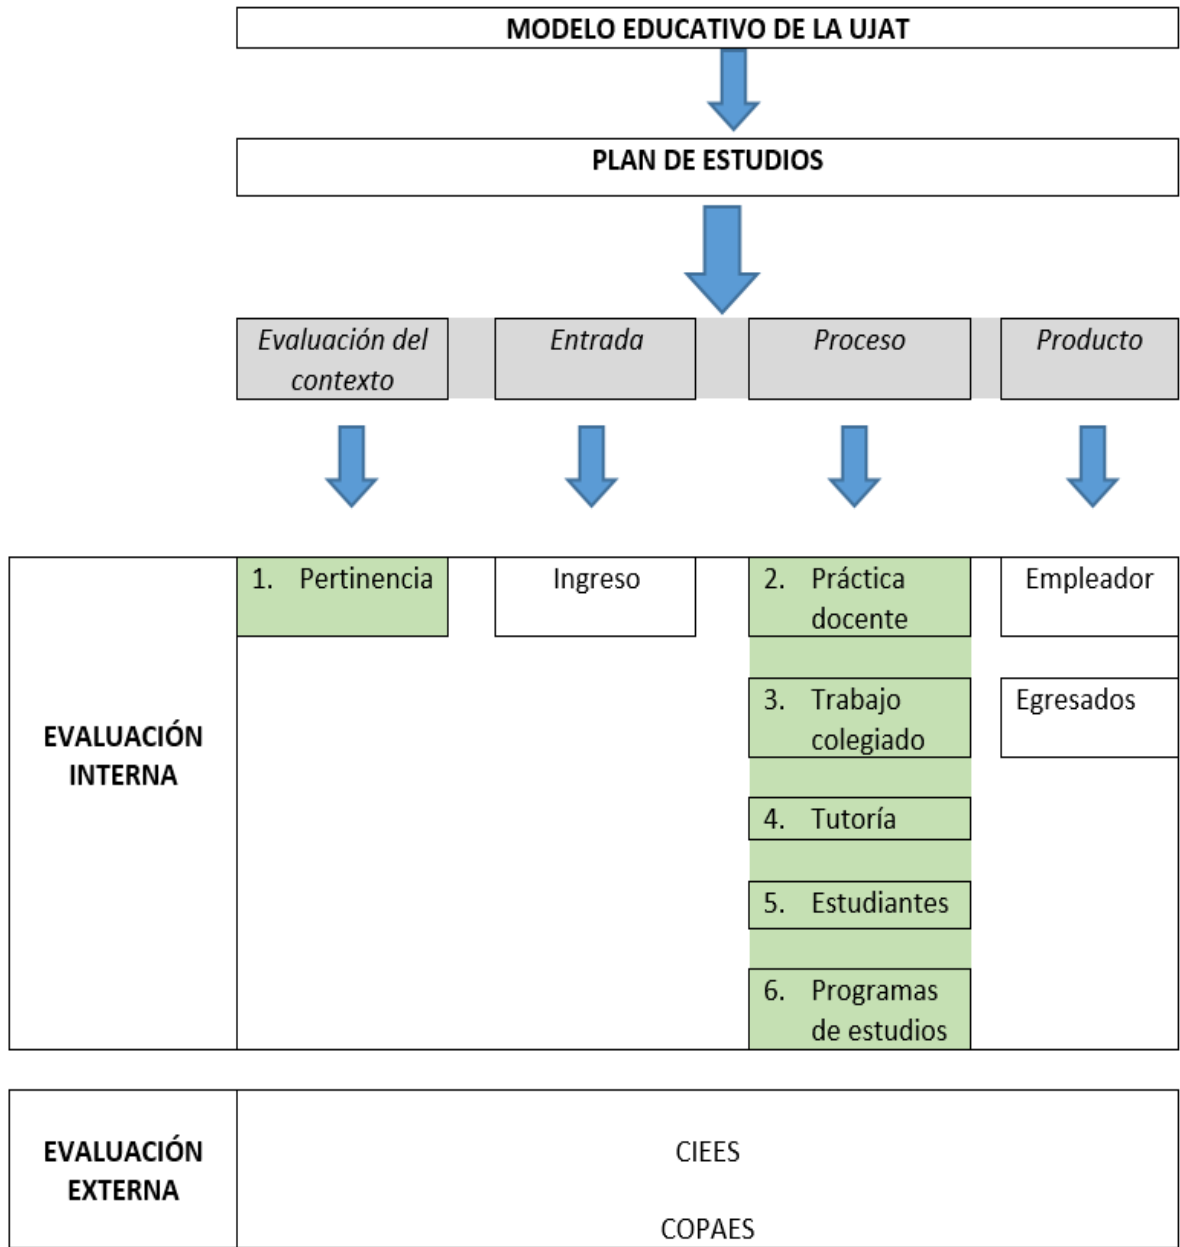 MODELO EDUCATIVO DE LA UJAT
PLAN DE ESTUDIOS
Evaluación del
contexto
Entrada
Proceso
Producto
EVALUACIÓN
INTERNA
1. Pertinencia
Ingreso
2. Práctica
docente
3. Trabajo
colegiado
4. Tutoría
5. Estudiantes
6. Programas
de estudios
Empleador
Egresados
EVALUACIÓN
EXTERNA
CIEES
COPAES